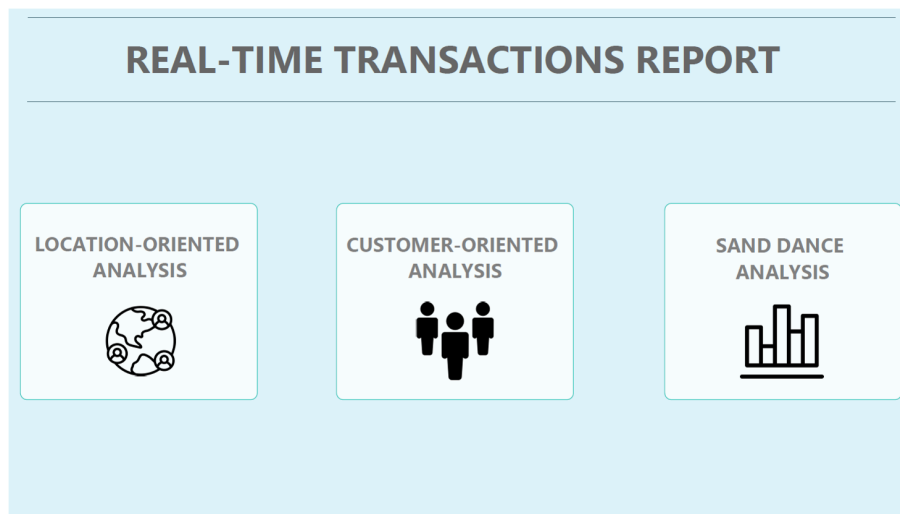 REAL-TIME TRANSACTIONS REPORT
LOCATION-ORIENTED
ANALYSIS
CUSTOMER-ORIENTED
ANALYSIS
SAND DANCE
ANALYSIS